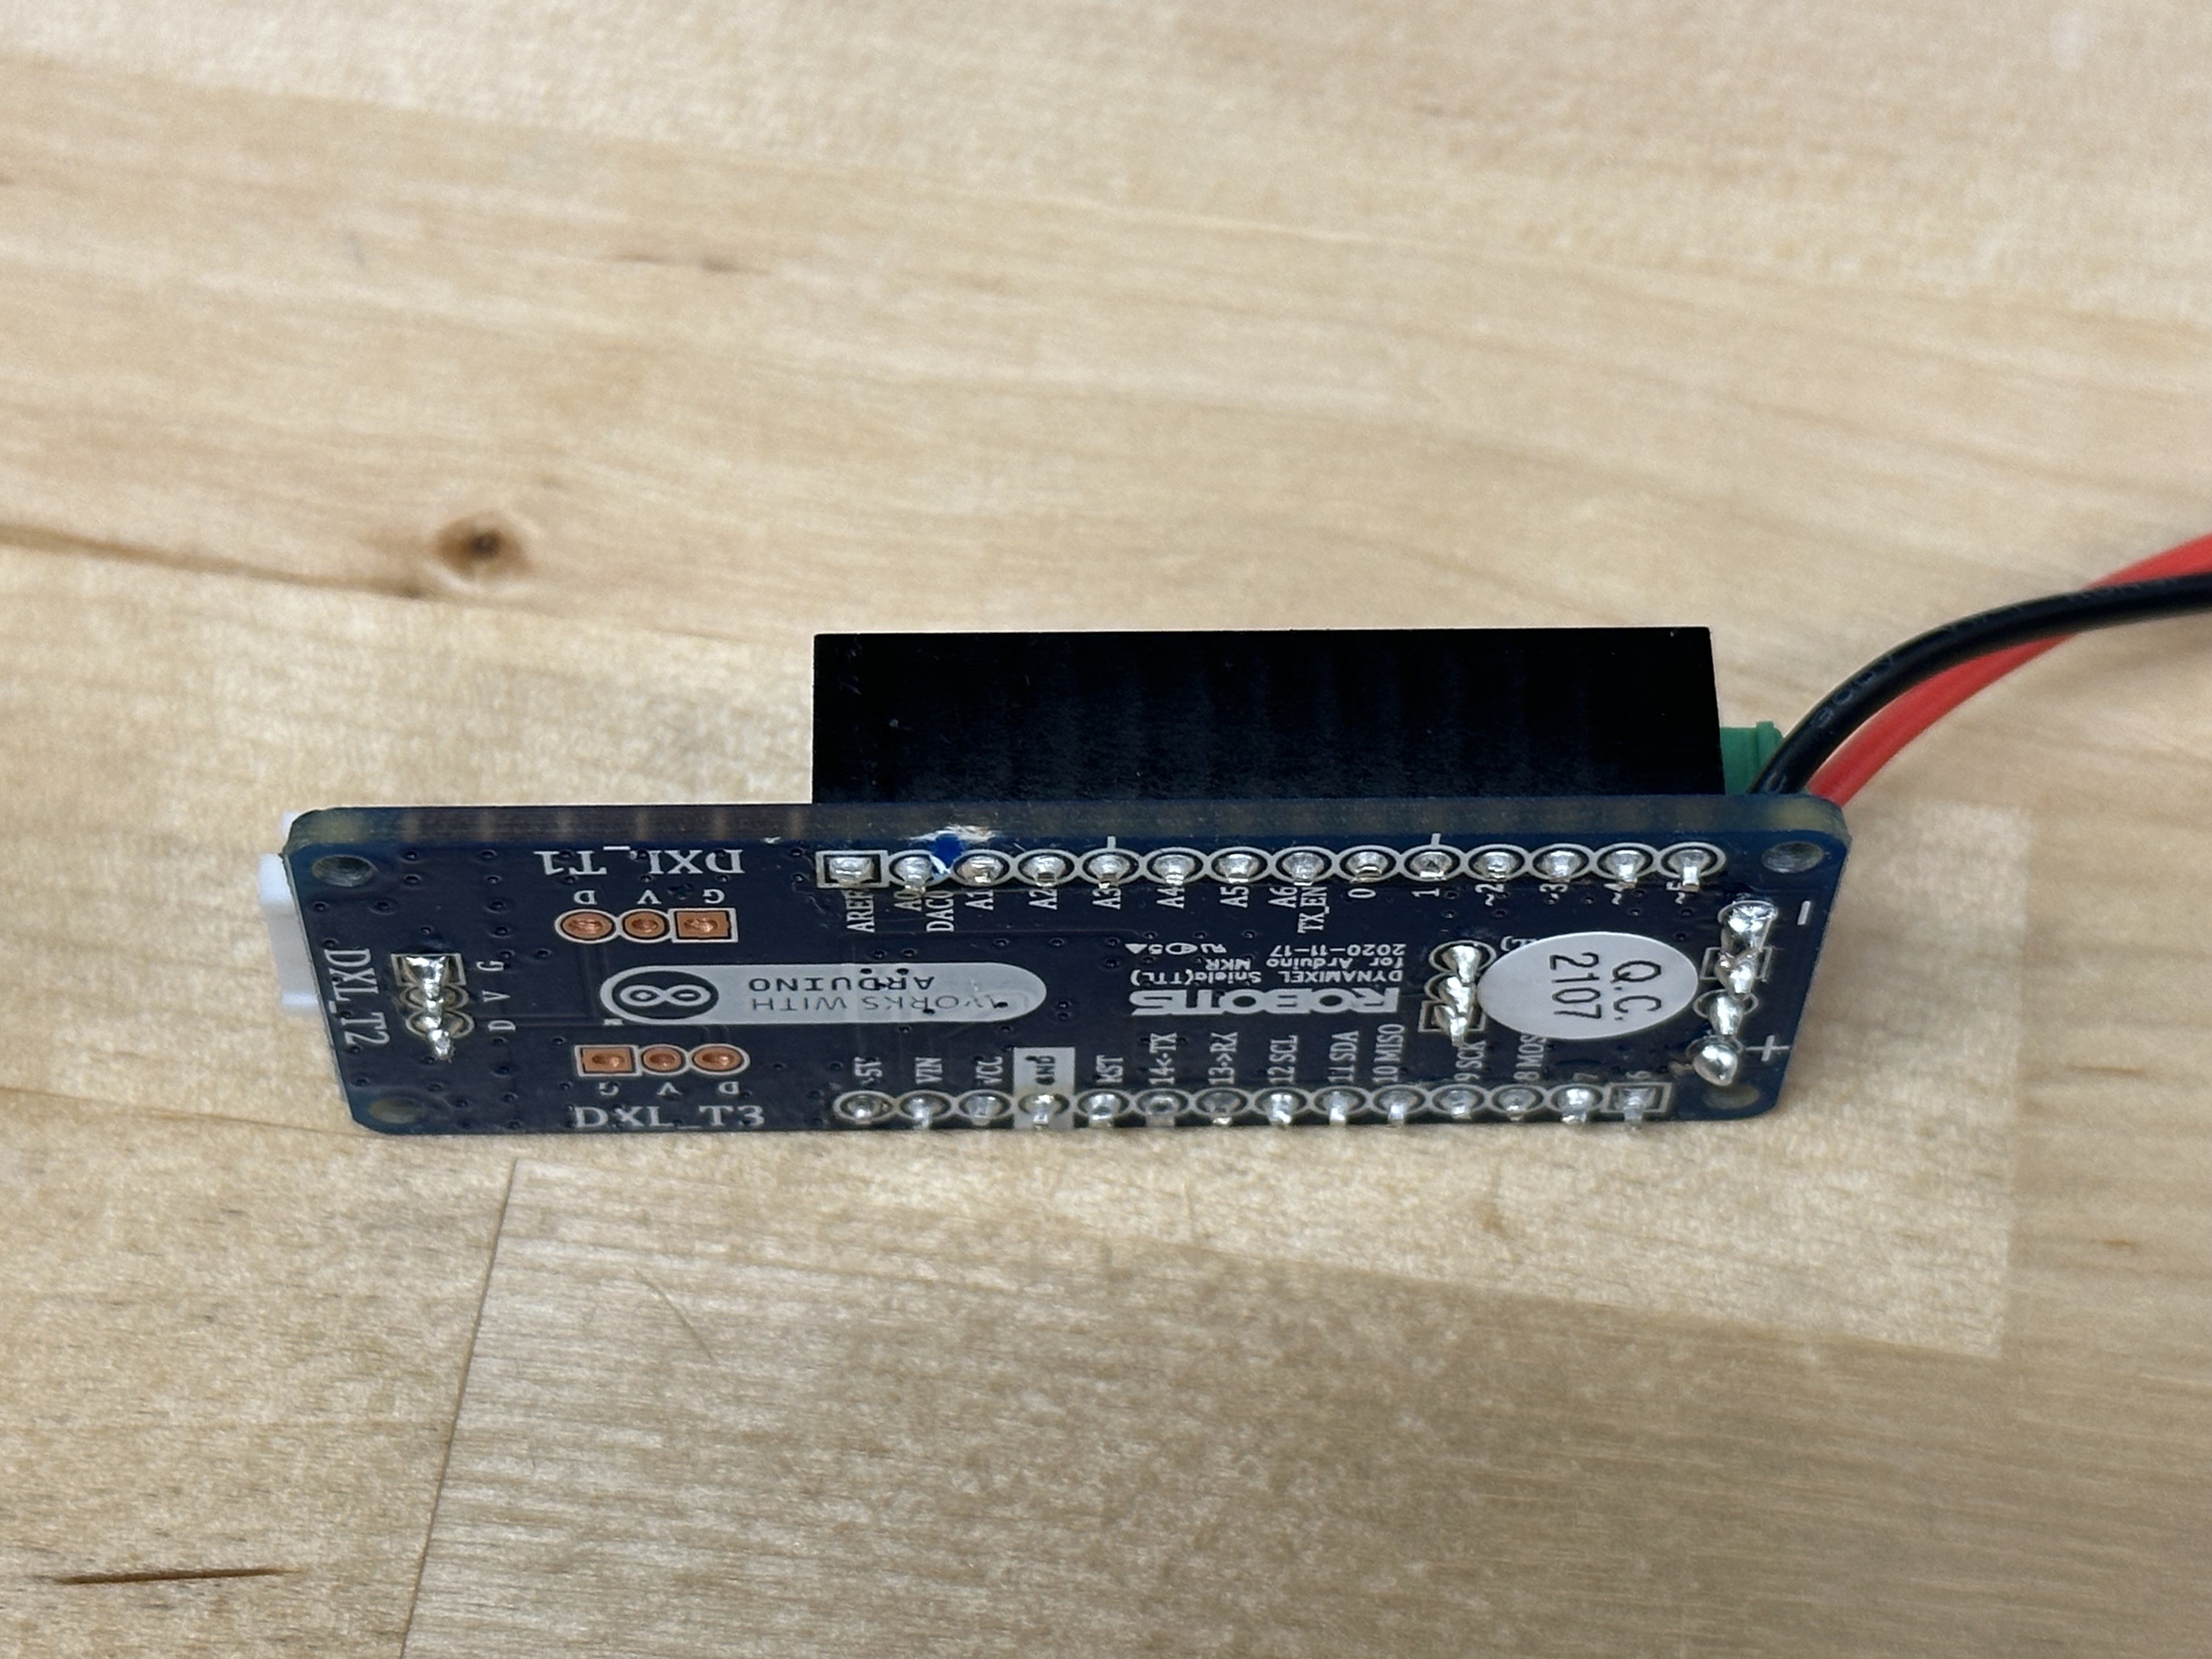 DXL_T1
D V G
DXL_T2
G
V
D
G V D
DXL_T3
WORKS WITH
ARDUINO
AREF
A0
DAC0
A1
A2
A3
A4
A5
A6
TX_EN
0
1
~2
~3
~4
~5
ROBOTIS
DYNAMIXEL
Shield(TTL)
for Arduino
MKR
2020-11-17
Q.C.
2107
-
+
5V
VIN
VCC
GND
RST
14<-TX
13->RX
12 SCL
11 SDA
10 MISO
9 SCK
8 MOSI
6